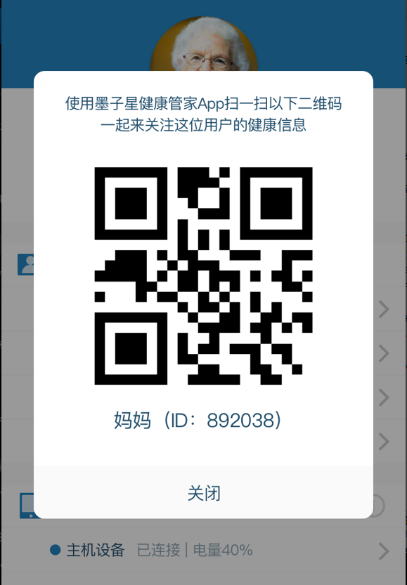 使用墨子星健康管家App扫一扫以下二维码
一起来关注这位用户的健康信息
妈妈（ID：892038）
关闭
主机设备 已连接 | 电量40%